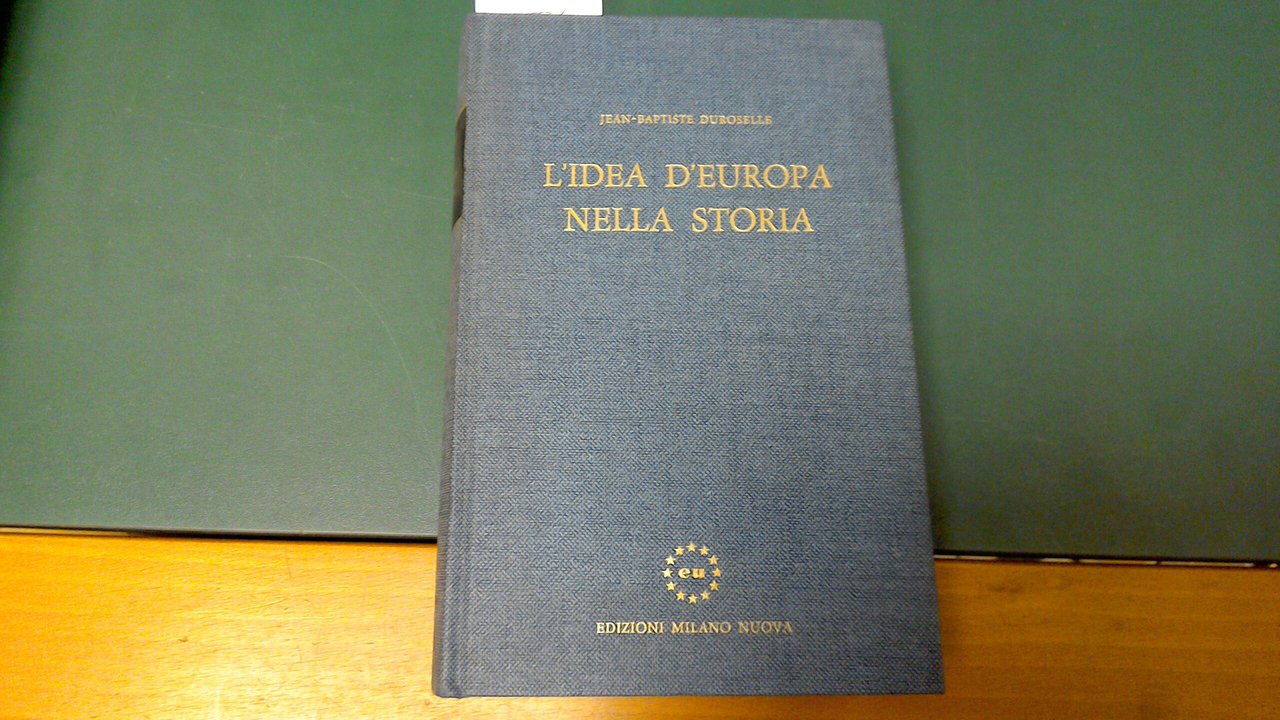 JEAN-BAPTISTE DUROSELLE
L'IDEA D'EUROPA
NELLA STORIA
eu
EDIZIONI MILANO NUOVA